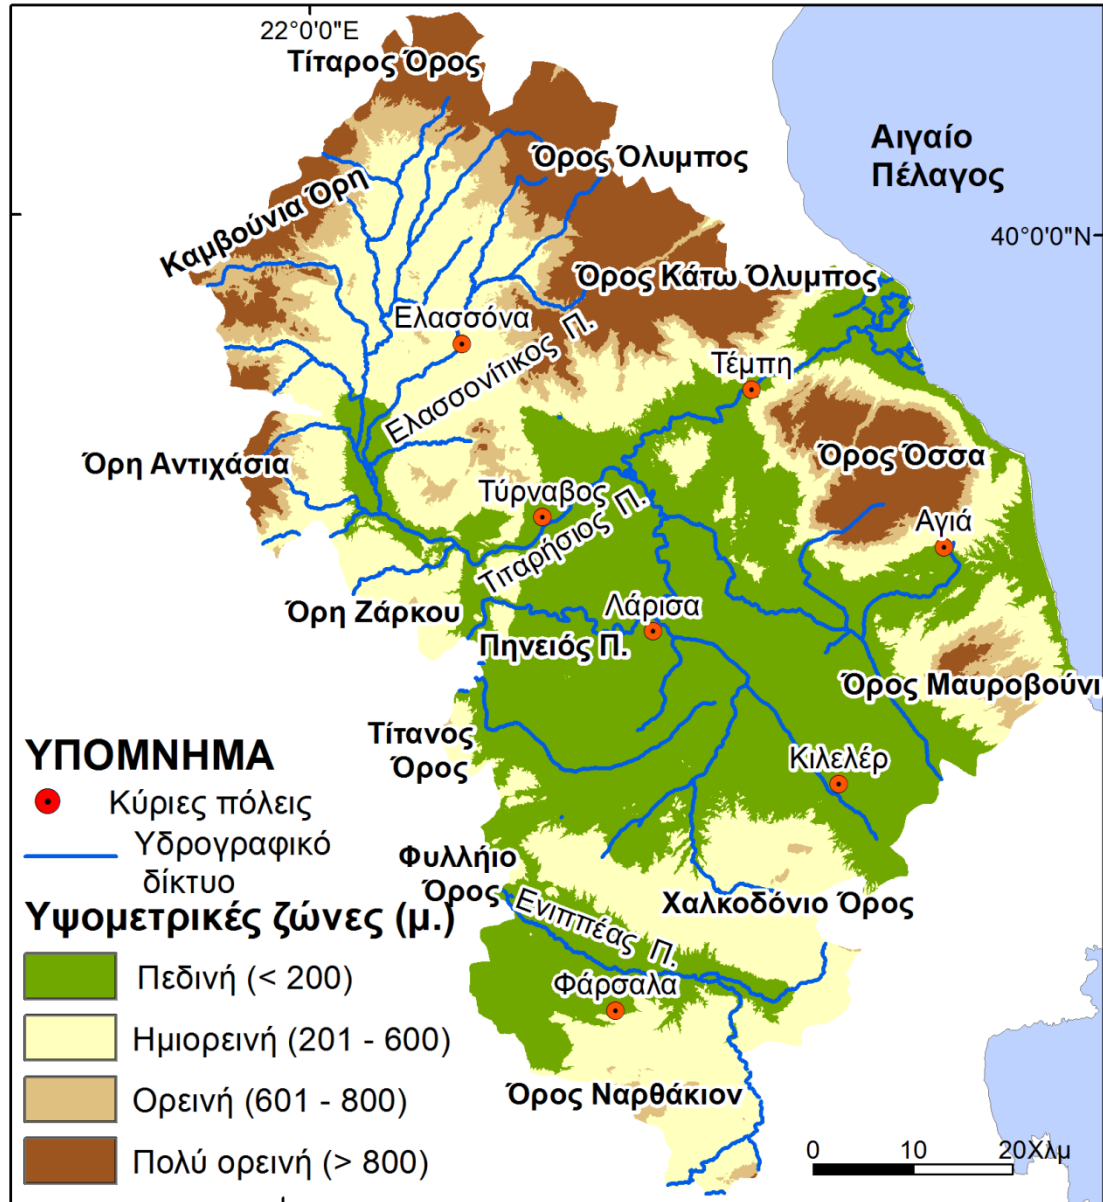 22°0'0"E
Τίταρος Όρος
Αιγαίο
Πέλαγος
Όρος Όλυμπος
Καμβούνια Όρη
40°0'0"N
Όρος Κάτω Όλυμπος
Ελασσόνα
Ελασσονίτικος Π.
Τέμπη
Όρη Αντιχάσια
Όρος Όσσα
Τύρναβος
Τιταρήσιος Π.
Αγιά
Όρη Ζάρκου
Λάρισα
Πηνειός Π.
Όρος Μαυροβούνι
Τίτανος
Όρος
Κιλελέρ
ΥΠΟΜΝΗΜΑ
Κύριες πόλεις
Υδρογραφικό
δίκτυο
Φυλλήιο
Όρος
Χαλκοδόνιο Όρος
Ενιππέας Π.
Υψομετρικές ζώνες (μ.)
Πεδινή (< 200)
Φάρσαλα
Ημιορεινή (201 - 600)
Όρος Ναρθάκιον
Ορεινή (601 - 800)
Πολύ ορεινή (> 800)
0 10 20Χλμ